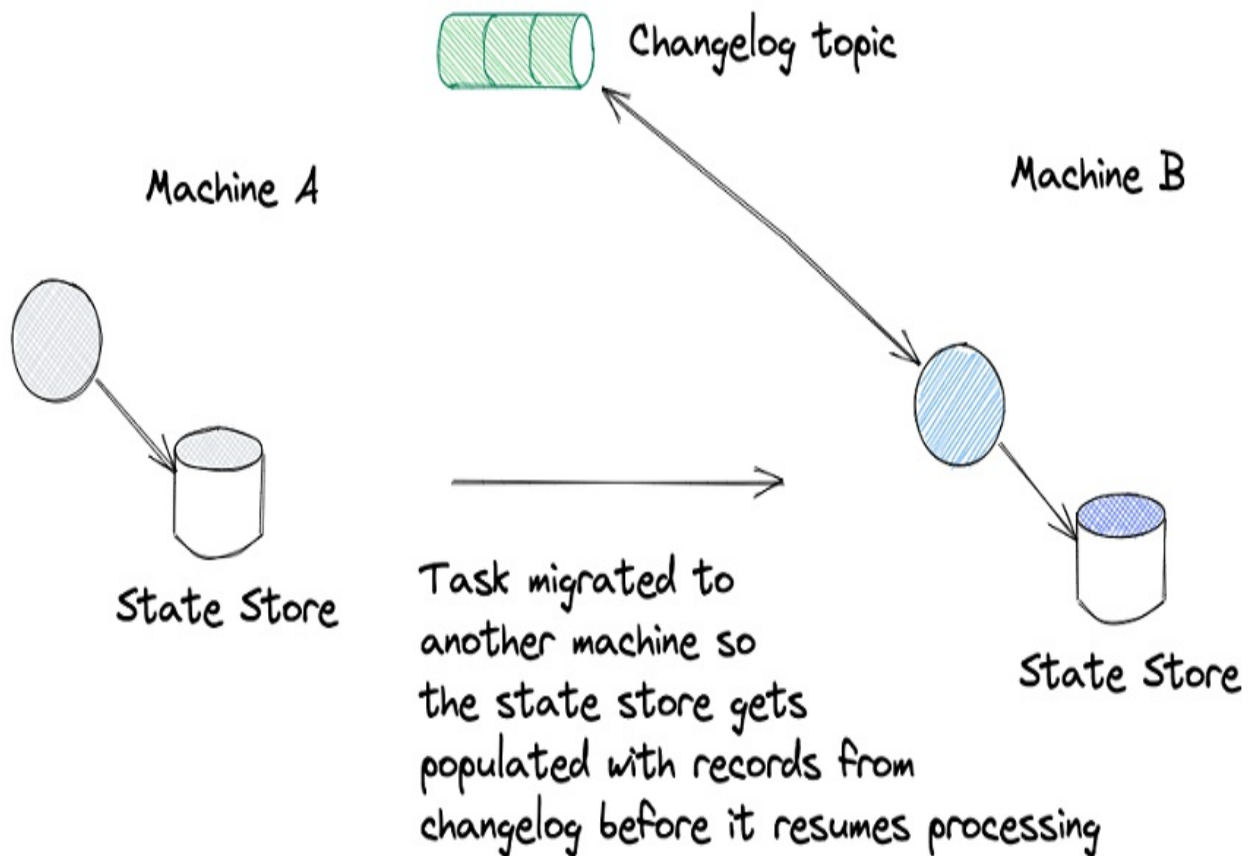 Changelog topic
Machine A
Machine B
State Store
Task migrated to
another machine so
the state store gets
populated with records from
changelog before it resumes processing
State Store